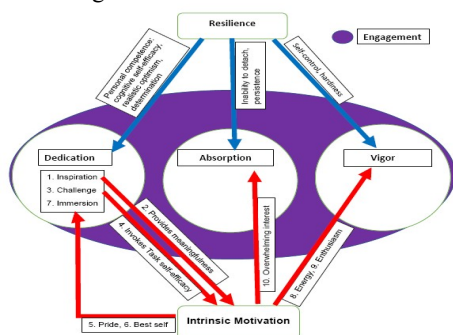 Resilience
Engagement
Personal competence:
cognitive self-efficacy,
realistic optimism,
determination
Inability to detach,
persistence
Self-control, hardiness
Dedication
Absorption
Vigor
1. Inspiration
3. Challenge
7. Immersion
2. Provides meaningfulness
4. Invokes Task self-efficacy
10. Overwhelming interest
8. Energy, 9. Enthusiasm
5. Pride, 6. Best self
Intrinsic Motivation